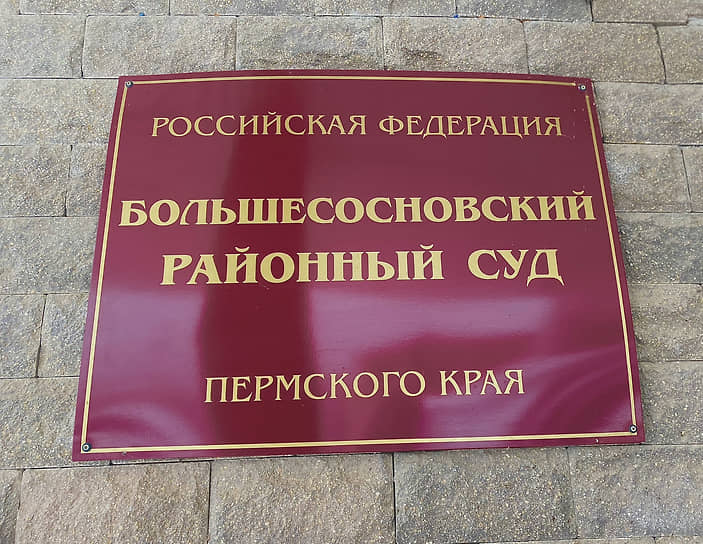 РОССИЙСКАЯ ФЕДЕРАЦИЯ
БОЛЬШЕСОСНОВСКИЙ
РАЙОННЫЙ СУД
ПЕРМСКОГО КРАЯ